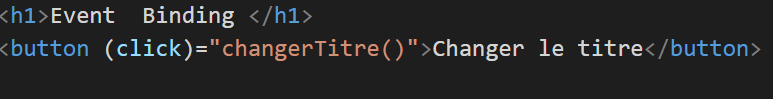 <h1>Event  Binding </h1>
<button (click)="changerTitre()">Changer le titre</button>